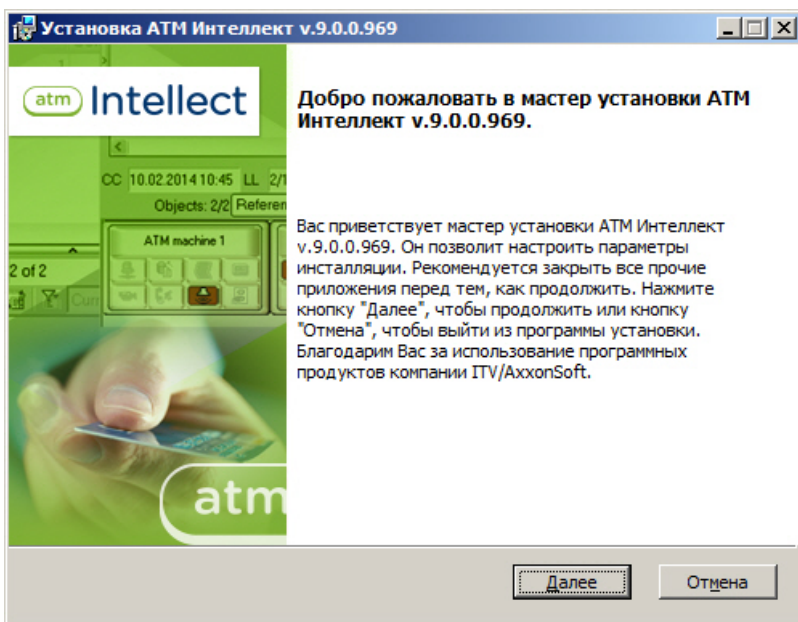 Установка АТМ Интеллект v.9.0.0.969
atm Intellect
CC 10.02.2014 10:45 LL
Objects: 2/2
ATM machine 1
2 of 2
atm
Добро пожаловать в мастер установки АТМ
Интеллект v.9.0.0.969.
Вас приветствует мастер установки АТМ Интеллект
v.9.0.0.969. Он позволит настроить параметры
инсталляции. Рекомендуется закрыть все прочие
приложения перед тем, как продолжить. Нажмите
кнопку "Далее", чтобы продолжить или кнопку
"Отмена", чтобы выйти из программы установки.
Благодарим Вас за использование программных
продуктов компании ITV/AxxonSoft.
Далее
Отмена